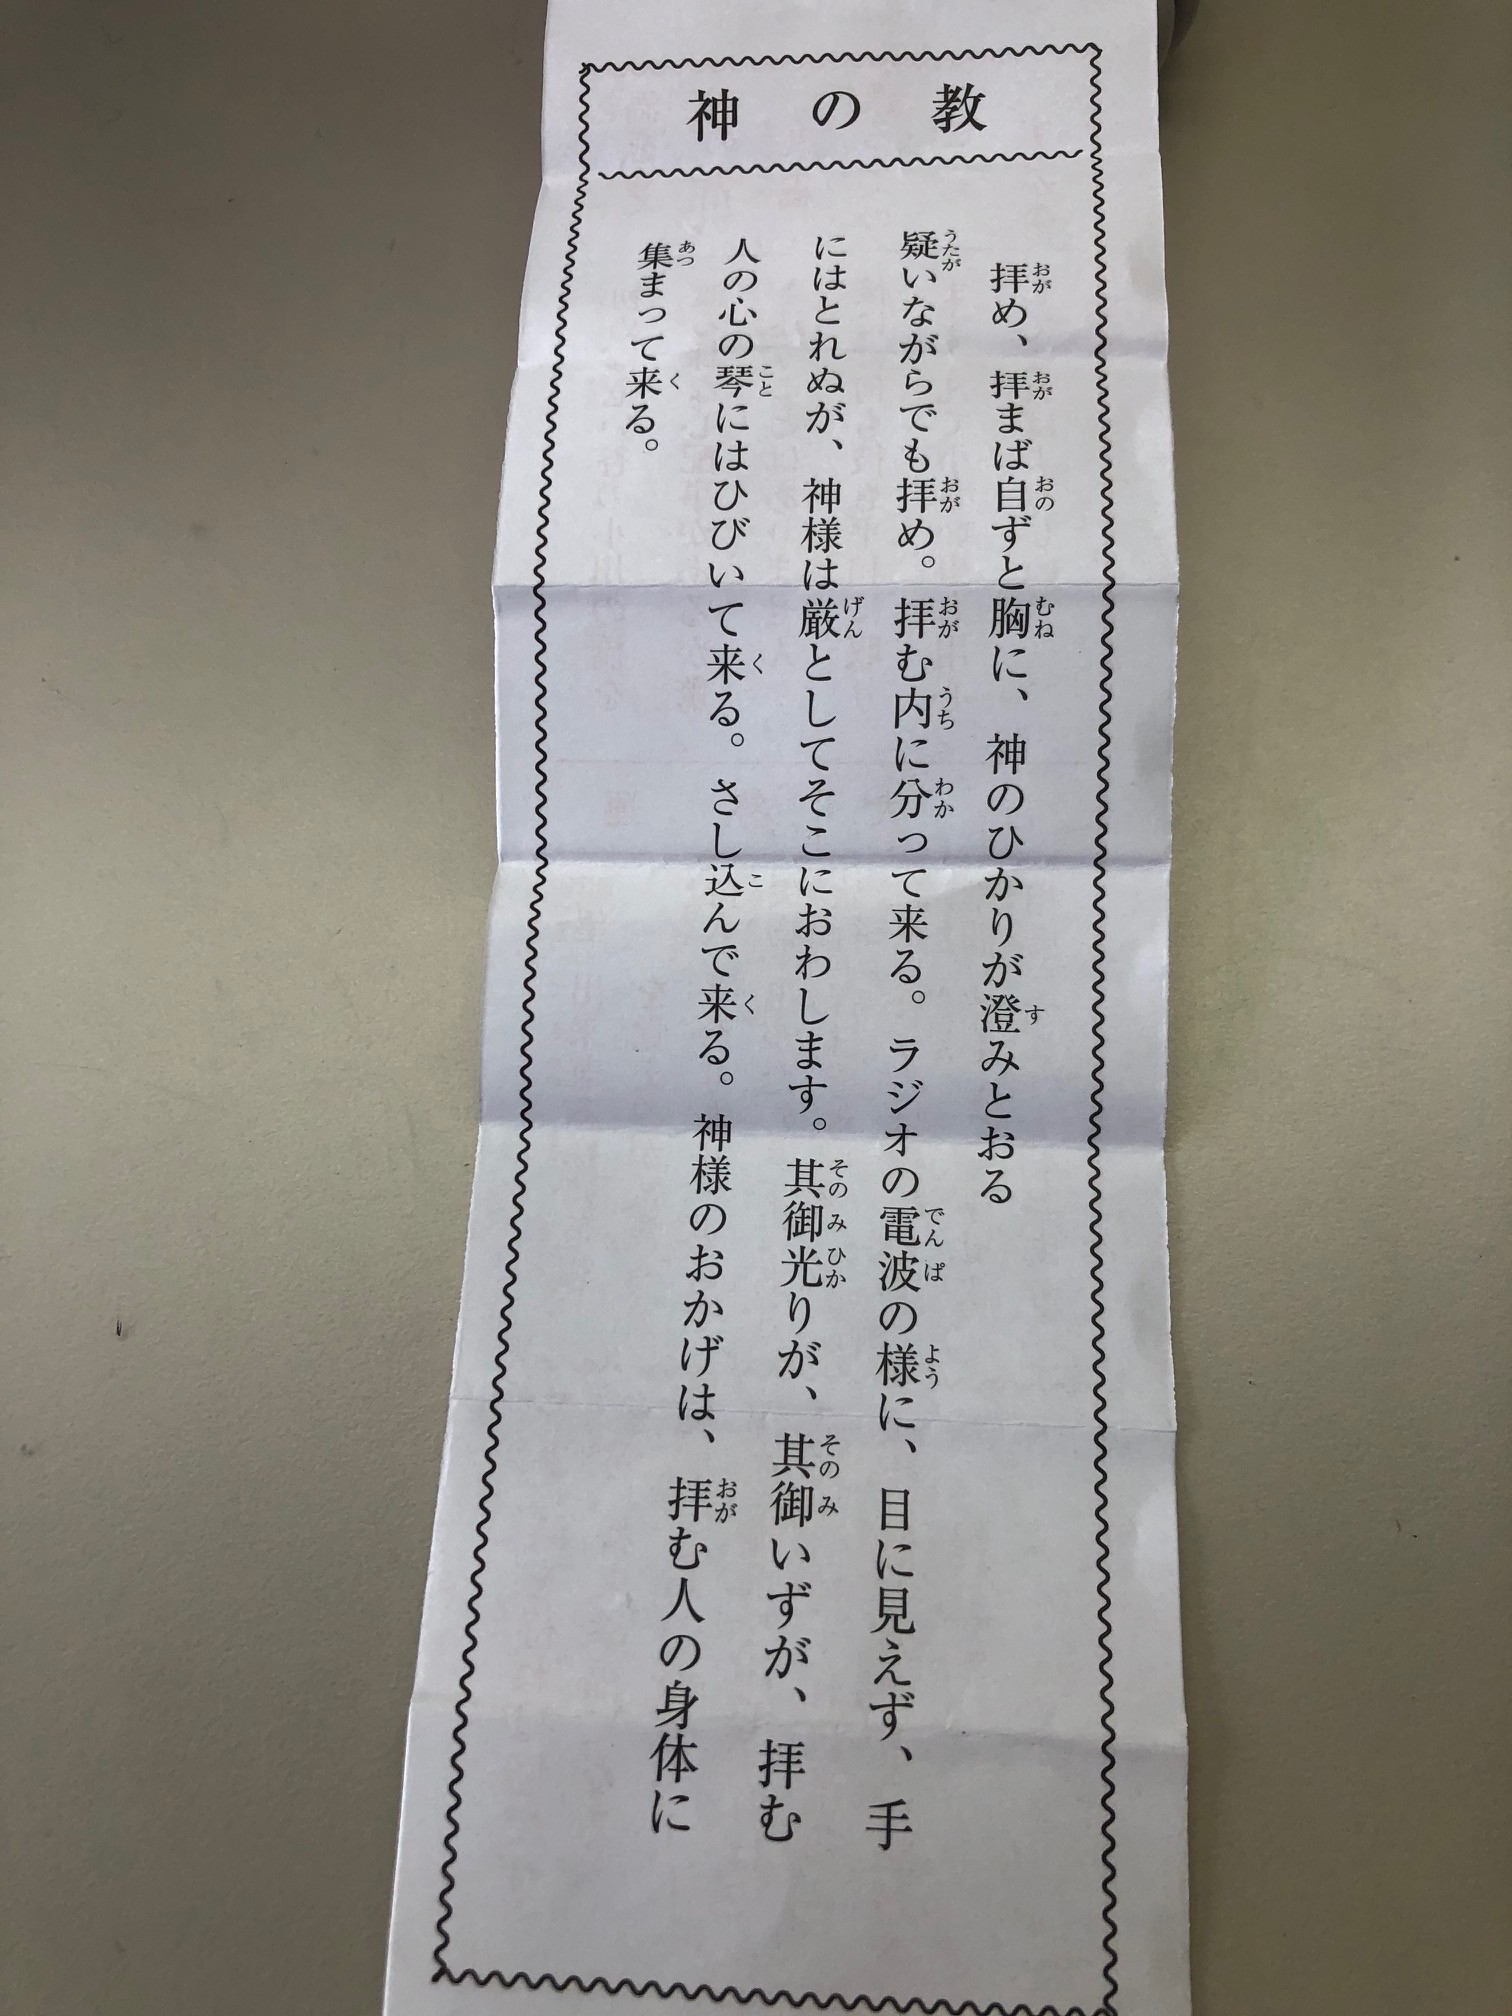 神の教
拝め、拝まば自ずと胸に、神のひかりが澄みとおる
疑いながらでも拝め。拝む内に分って来る。ラジオの電波の様に、目に見えず、手
にはとれぬが、神様は厳としてそこにおわします。其御光りが、其御いずが、拝む
人の心の琴にはひびいて来る。さし込んで来る。神様のおかげは、拝む人の身体に
集まって来る。